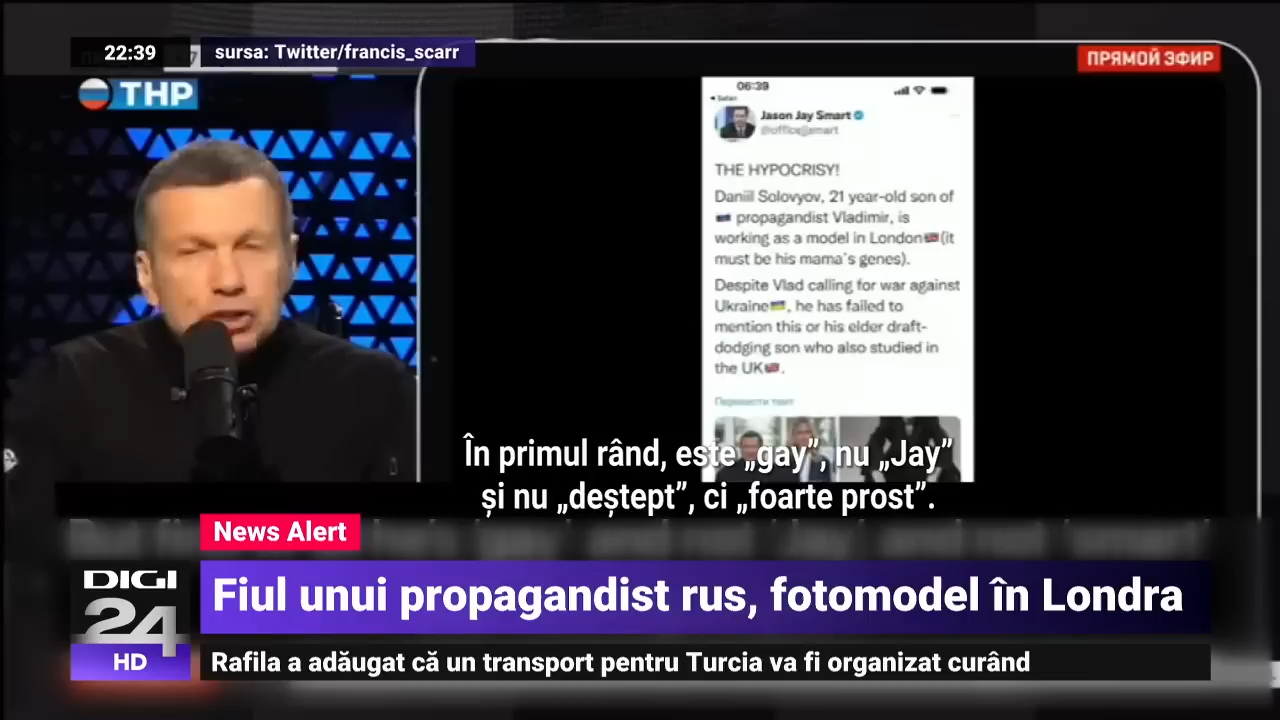 22:39
sursa: Twitter/francis_scarr
ПРЯМОЙ ЭФИР
ТНР
06:39
Safari
Jason Jay Smart
@officejjsmart
THE HYPOCRISY!
Daniil Solovyov, 21 year-old son of
propagandist Vladimir, is
working as a model in London (it
must be his mama's genes).
Despite Vlad calling for war against
Ukraine, he has failed to
mention this or his elder draft-
dodging son who also studied in
the UK.
Перевести твит
În primul rând, este „gay”, nu „Jay”
și nu „deștept”, ci „foarte prost”.
News Alert
DIGI
24
HD
Fiul unui propagandist rus, fotomodel în Londra
Rafila a adăugat că un transport pentru Turcia va fi organizat curând